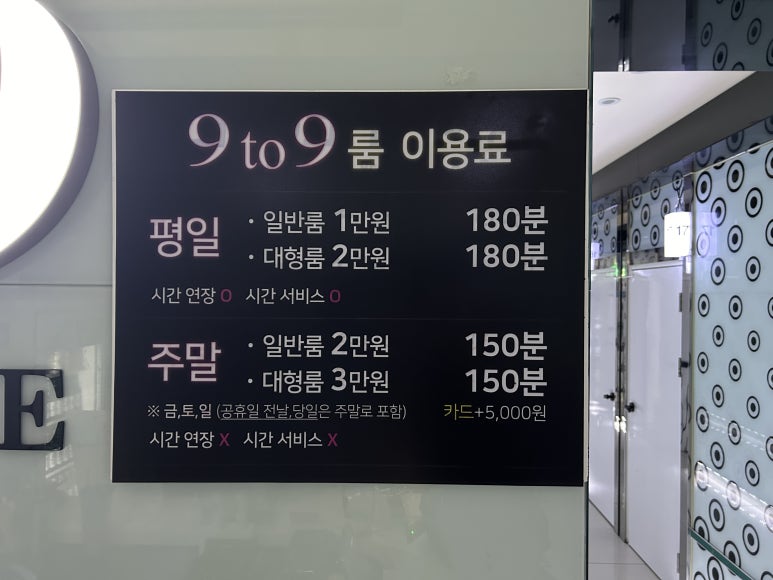 9 to 9 룸 이용료
평일
· 일반룸 1만원 180분
· 대형룸 2만원 180분
시간 연장 O 시간 서비스 O
주말
· 일반룸 2만원 150분
· 대형룸 3만원 150분
※ 금,토,일 (공휴일 전날,당일은 주말로 포함) 카드+5,000원
시간 연장 X 시간 서비스 X
E
17